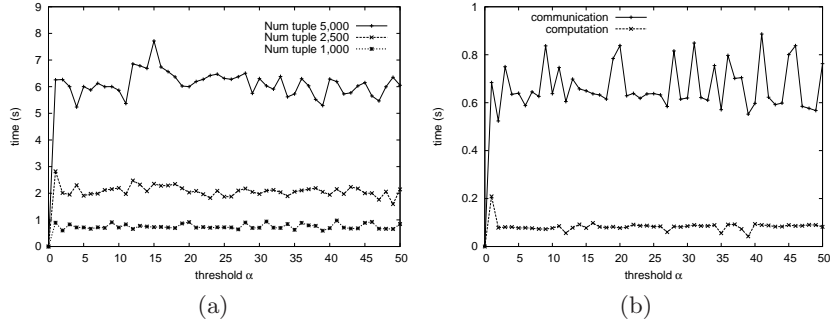 Num tuple 5,000
Num tuple 2,500
Num tuple 1,000
time (s)
9
8
7
6
5
4
3
2
1
0
0 5 10 15 20 25 30 35 40 45 50
threshold α
(a)
communication
computation
time (s)
1
0.8
0.6
0.4
0.2
0
0 5 10 15 20 25 30 35 40 45 50
threshold α
(b)